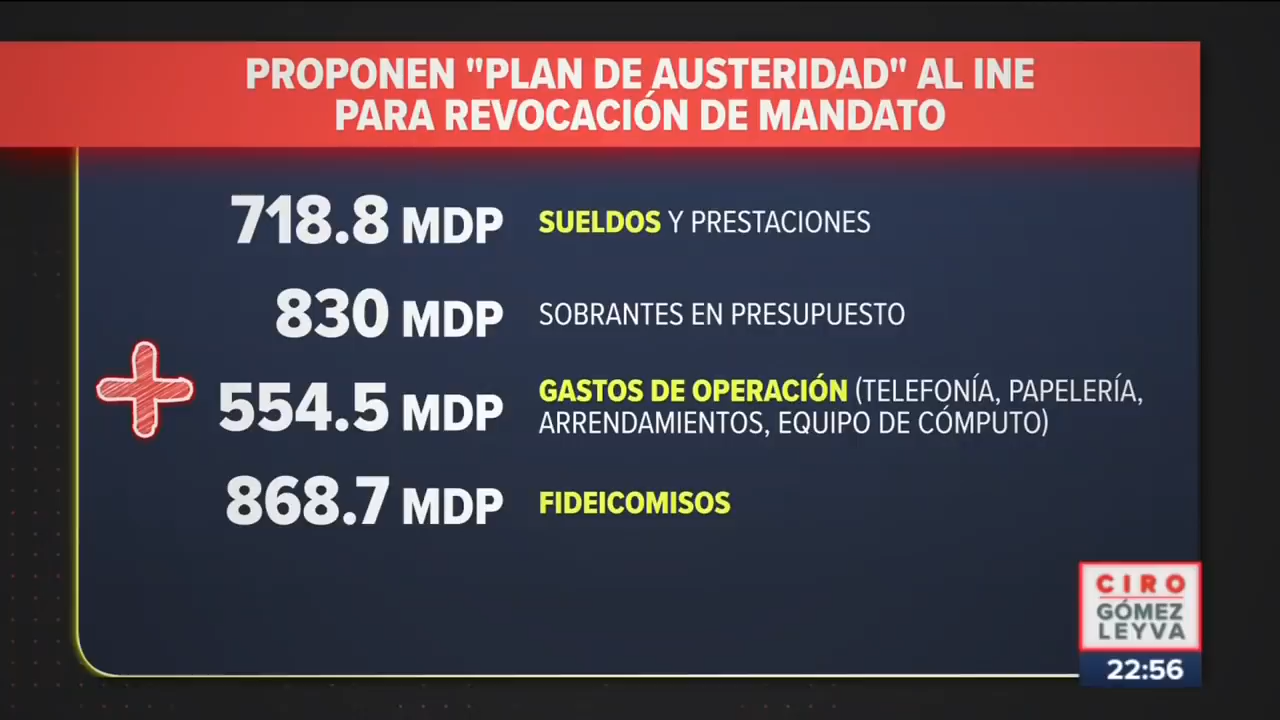 PROPONEN "PLAN DE AUSTERIDAD" AL INE
PARA REVOCACIÓN DE MANDATO
718.8 MDP SUELDOS Y PRESTACIONES
830 MDP SOBRANTES EN PRESUPUESTO
554.5 MDP GASTOS DE OPERACIÓN (TELEFONÍA, PAPELERÍA,
ARRENDAMIENTOS, EQUIPO DE CÓMPUTO)
868.7 MDP FIDEICOMISOS
CIRO
GÓMEZ
LEYVA
22:56